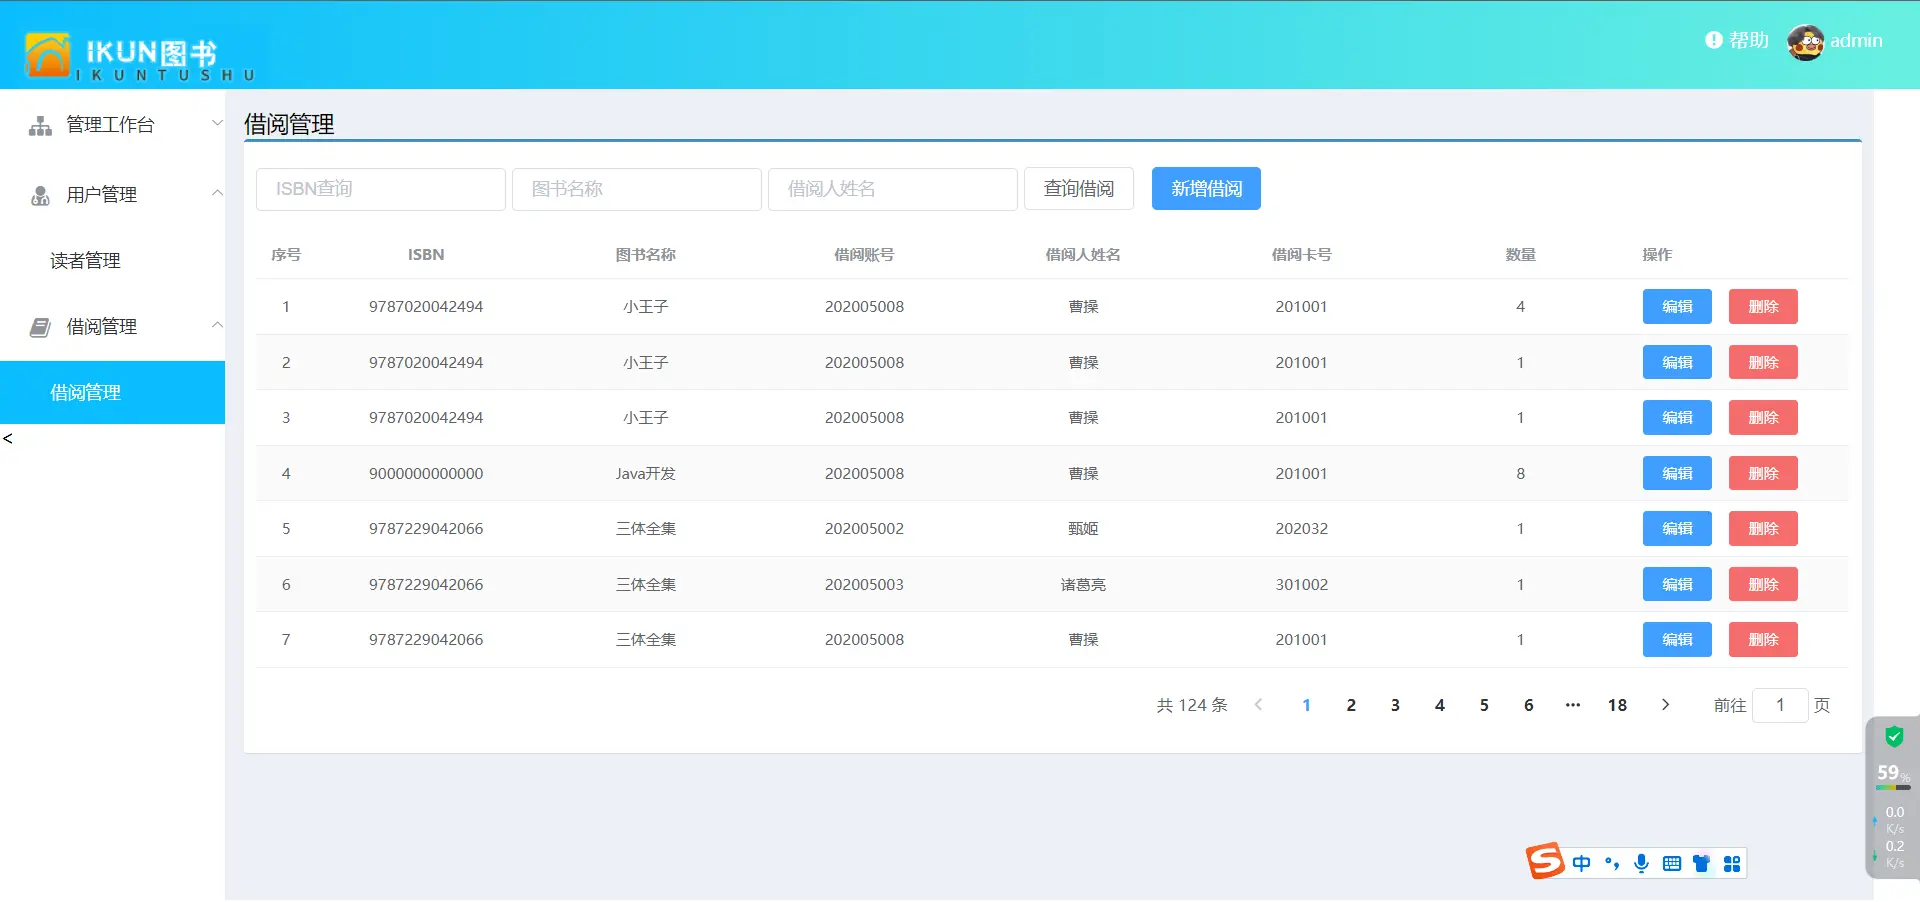 IKUN图书
IKUNTUSHU
帮助 admin
管理工作台
用户管理
读者管理
借阅管理
借阅管理
<
借阅管理
ISBN查询 图书名称 借阅人姓名 查询借阅 新增借阅
序号 ISBN 图书名称 借阅账号 借阅人姓名 借阅卡号 数量 操作
1 9787020042494 小王子 202005008 曹操 201001 4 编辑 删除
2 9787020042494 小王子 202005008 曹操 201001 1 编辑 删除
3 9787020042494 小王子 202005008 曹操 201001 1 编辑 删除
4 9000000000000 Java开发 202005008 曹操 201001 8 编辑 删除
5 9787229042066 三体全集 202005002 甄姬 202032 1 编辑 删除
6 9787229042066 三体全集 202005003 诸葛亮 301002 1 编辑 删除
7 9787229042066 三体全集 202005008 曹操 201001 1 编辑 删除
共 124 条 1 2 3 4 5 6 ··· 18 前往 1 页
59%
0.0
K/s
0.2
K/s
S 中